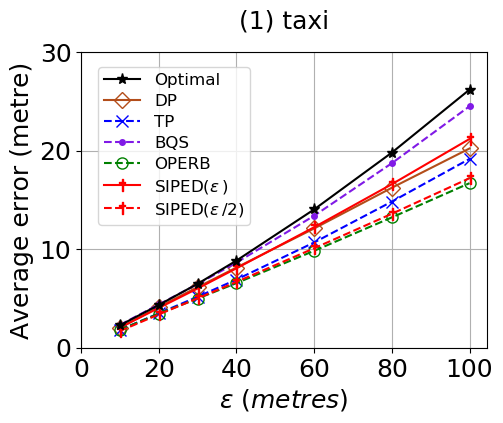 (1) taxi
Average error (metre)
30
20
10
0
Optimal
DP
TP
BQS
OPERB
SIPED(ε )
SIPED(ε /2)
0 20 40 60 80 100
ε (metres)